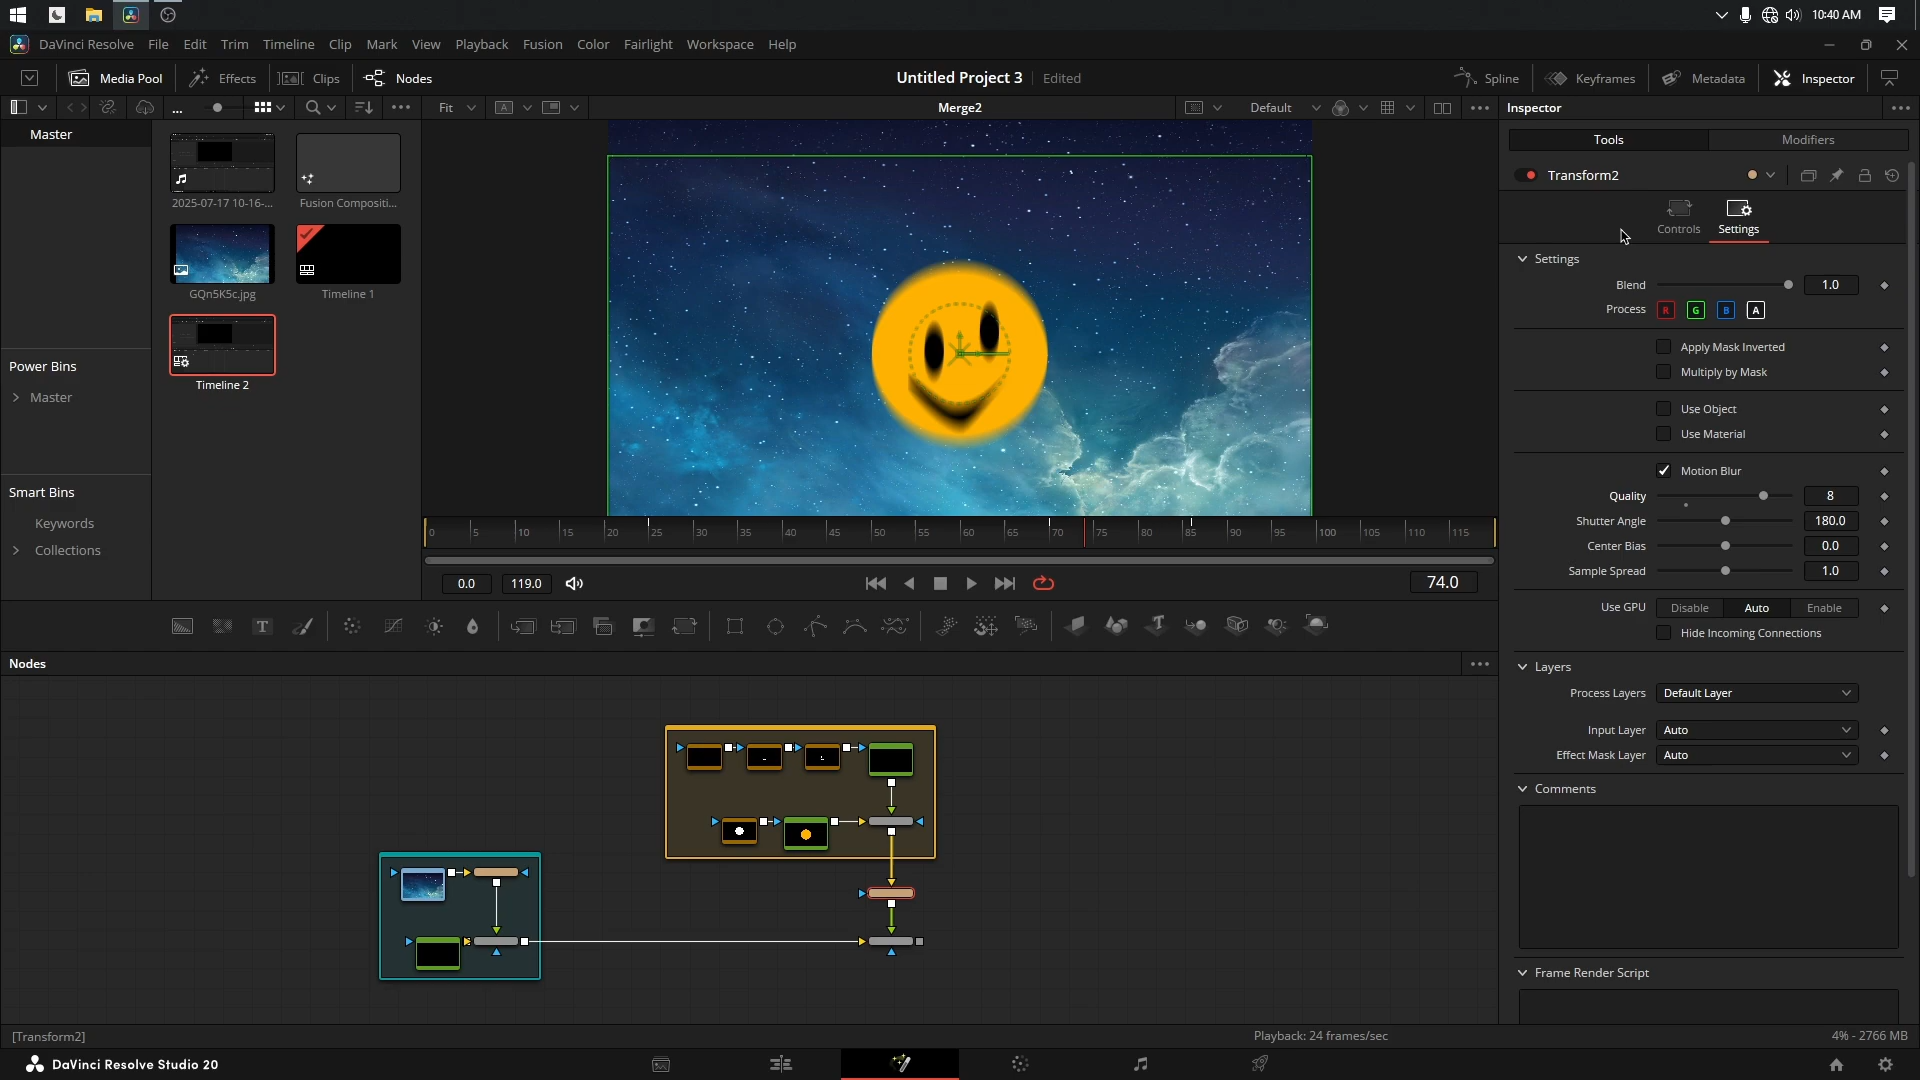 10:40 AM
DaVinci Resolve File Edit Trim Timeline Clip Mark View Playback Fusion Color Fairlight Workspace Help
Media Pool Effects Clips Nodes Untitled Project 3 Edited Spline Keyframes Metadata Inspector
Fit A Merge2 Default Inspector
Master
2025-07-17 10-16-... Fusion Compositi...
GQn5K5c.jpg Timeline 1
Timeline 2
Power Bins
Master
Smart Bins
Keywords
Collections
0 5 10 15 20 25 30 35 40 45 50 55 60 65 70 75 80 85 90 95 100 105 110 115
0.0 119.0 74.0
T
Nodes
Tools Modifiers
Transform2
Controls Settings
Settings
Blend 1.0
Process R G B A
Apply Mask Inverted
Multiply by Mask
Use Object
Use Material
Motion Blur
Quality 8
Shutter Angle 180.0
Center Bias 0.0
Sample Spread 1.0
Use GPU Disable Auto Enable
Hide Incoming Connections
Layers
Process Layers Default Layer
Input Layer Auto
Effect Mask Layer Auto
Comments
Frame Render Script
[Transform2] Playback: 24 frames/sec 4% - 2766 MB
DaVinci Resolve Studio 20